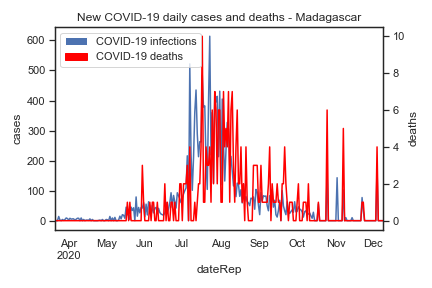 New COVID-19 daily cases and deaths - Madagascar
COVID-19 infections
COVID-19 deaths
600
500
400
300
200
100
0
cases
10
8
6
4
2
0
deaths
Apr May Jun Jul Aug Sep Oct Nov Dec
2020
dateRep